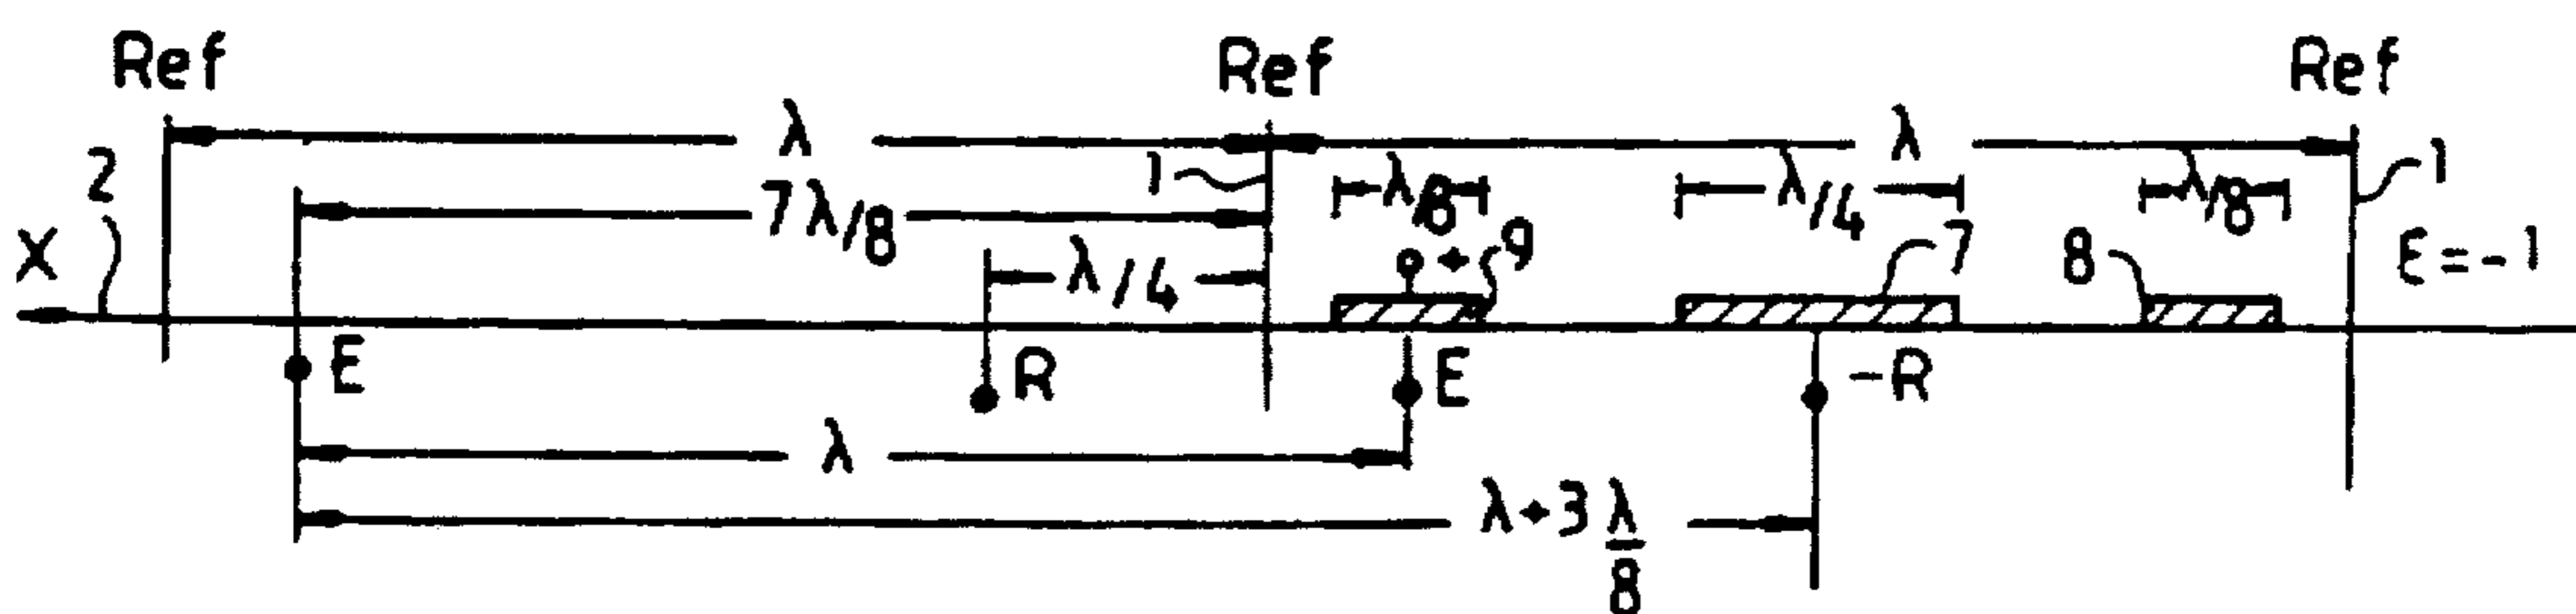 Ref Ref Ref
λ λ
2 1 λ/8 λ/4 λ/8 1
7λ/8
X λ/4 + 9 7 8 E = -1
E R E -R
λ
λ+3 λ/8